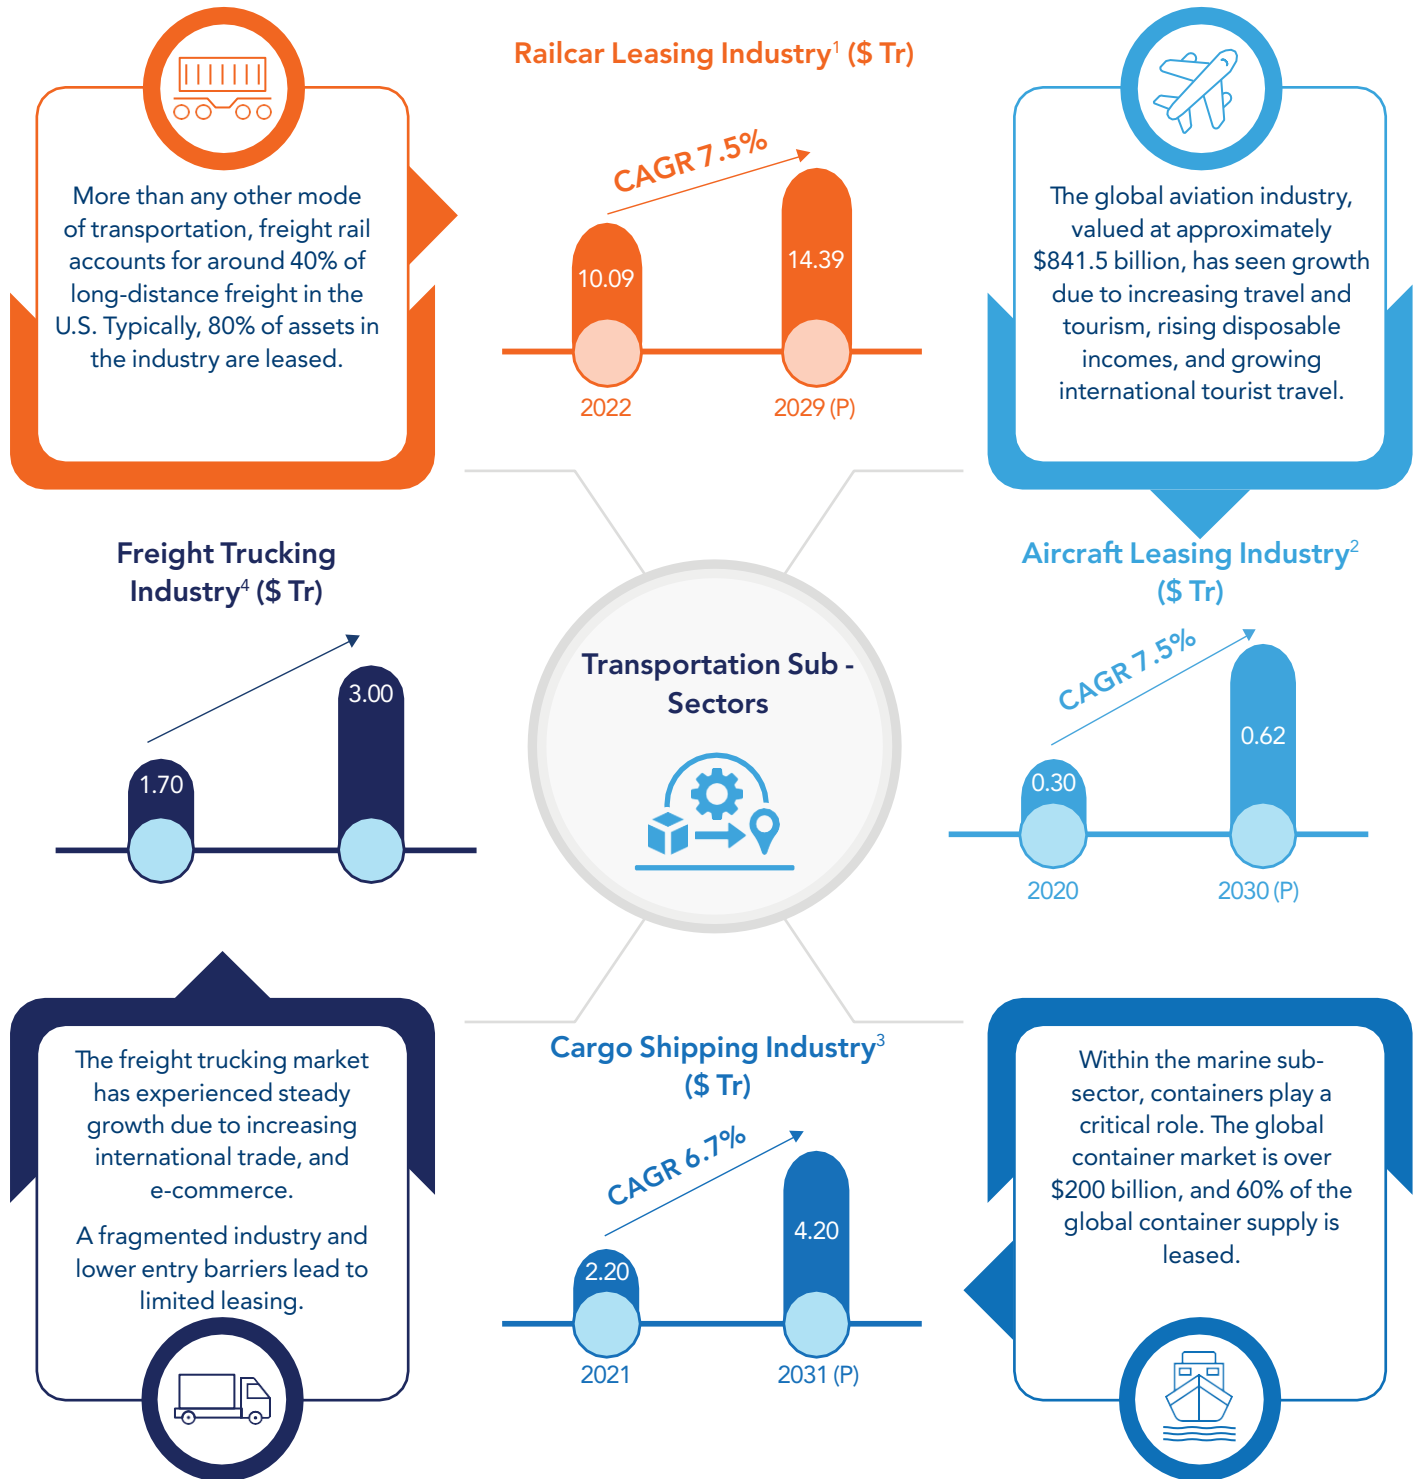 Railcar Leasing Industry¹ ($ Tr)
CAGR 7.5%
10.09
14.39
2022
2029 (P)
More than any other mode
of transportation, freight rail
accounts for around 40% of
long-distance freight in the
U.S. Typically, 80% of assets in
the industry are leased.
The global aviation industry,
valued at approximately
$841.5 billion, has seen growth
due to increasing travel and
tourism, rising disposable
incomes, and growing
international tourist travel.
Freight Trucking
Industry⁴ ($ Tr)
1.70
3.00
Transportation Sub -
Sectors
Aircraft Leasing Industry²
($ Tr)
CAGR 7.5%
0.30
0.62
2020
2030 (P)
The freight trucking market
has experienced steady
growth due to increasing
international trade, and
e-commerce.
A fragmented industry and
lower entry barriers lead to
limited leasing.
Cargo Shipping Industry³
($ Tr)
CAGR 6.7%
2.20
4.20
2021
2031 (P)
Within the marine sub-
sector, containers play a
critical role. The global
container market is over
$200 billion, and 60% of the
global container supply is
leased.